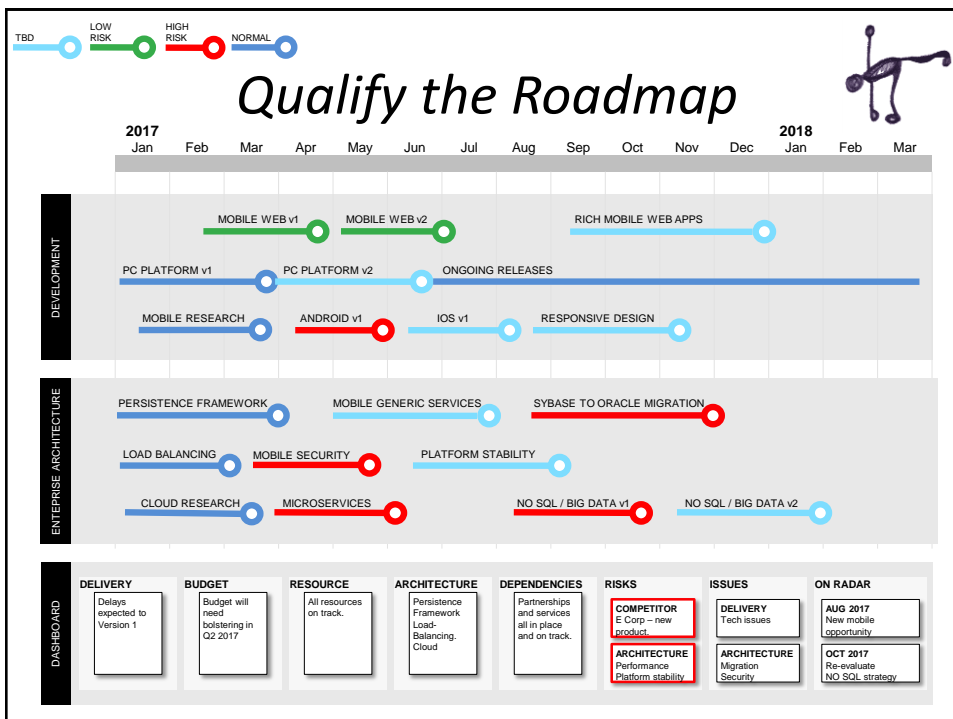 TBD
LOW
RISK
HIGH
RISK
NORMAL
Qualify the Roadmap
2017
2018
Jan Feb Mar Apr May Jun Jul Aug Sep Oct Nov Dec Jan Feb Mar
DEVELOPMENT
MOBILE WEB v1
MOBILE WEB v2
RICH MOBILE WEB APPS
PC PLATFORM v1
PC PLATFORM v2
ONGOING RELEASES
MOBILE RESEARCH
ANDROID v1
IOS v1
RESPONSIVE DESIGN
ENTEPRISE ARCHITECTURE
PERSISTENCE FRAMEWORK
MOBILE GENERIC SERVICES
SYBASE TO ORACLE MIGRATION
LOAD BALANCING
MOBILE SECURITY
PLATFORM STABILITY
CLOUD RESEARCH
MICROSERVICES
NO SQL / BIG DATA v1
NO SQL / BIG DATA v2
DASHBOARD
DELIVERY
Delays
expected to
Version 1
BUDGET
Budget will
need
bolstering in
Q2 2017
RESOURCE
All resources
on track.
ARCHITECTURE
Persistence
Framework
Load-
Balancing.
Cloud
DEPENDENCIES
Partnerships
and services
all in place
and on track.
RISKS
COMPETITOR
E Corp – new
product.
ARCHITECTURE
Performance
Platform stability
ISSUES
DELIVERY
Tech issues
ARCHITECTURE
Migration
Security
ON RADAR
AUG 2017
New mobile
opportunity
OCT 2017
Re-evaluate
NO SQL strategy